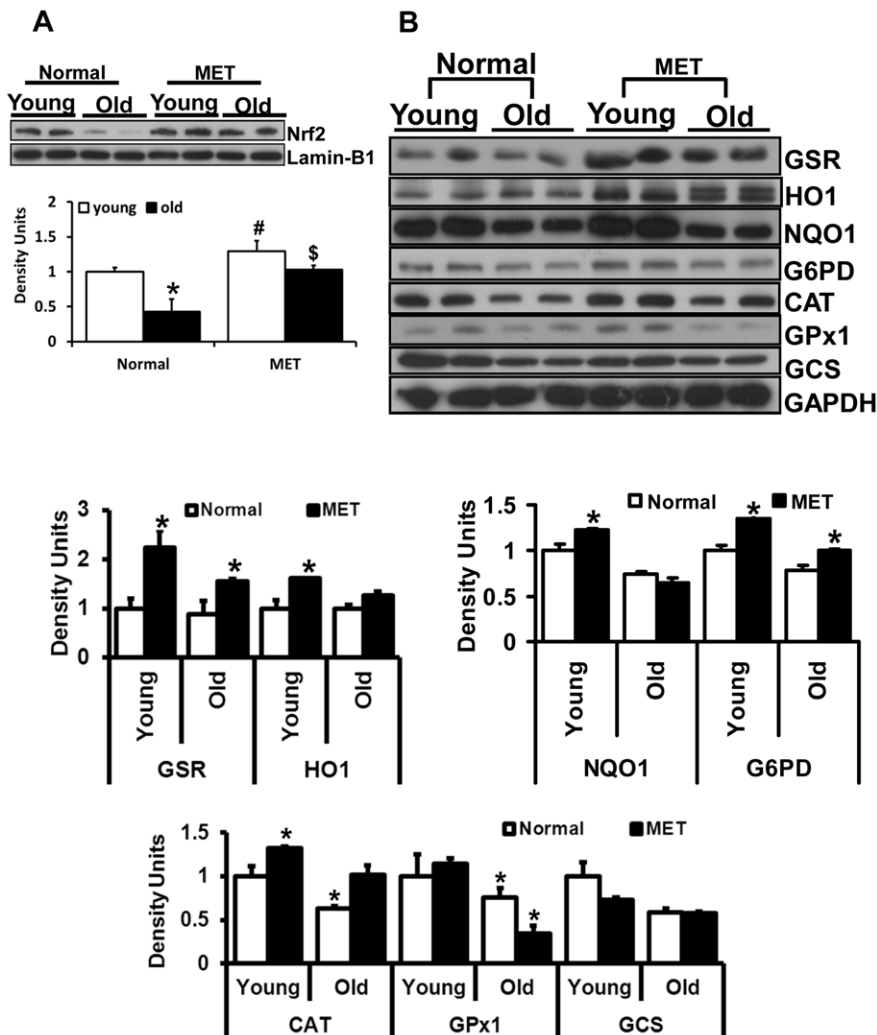 A
Normal MET
Young Old Young Old
Nrf2
Lamin-B1
young old
Density Units
2
1.5
1
0.5
0
*
#
$
Normal MET
B
Normal MET
Young Old Young Old
GSR
HO1
NQO1
G6PD
CAT
GPx1
GCS
GAPDH
Density Units
3
2
1
0
Normal MET
* * *
Young Old Young Old
GSR HO1
Density Units
1.5
1
0.5
0
Normal MET
* * *
Young Old Young Old
NQO1 G6PD
Density Units
1.5
1
0.5
0
Normal MET
* * * *
Young Old Young Old Young Old
CAT GPx1 GCS